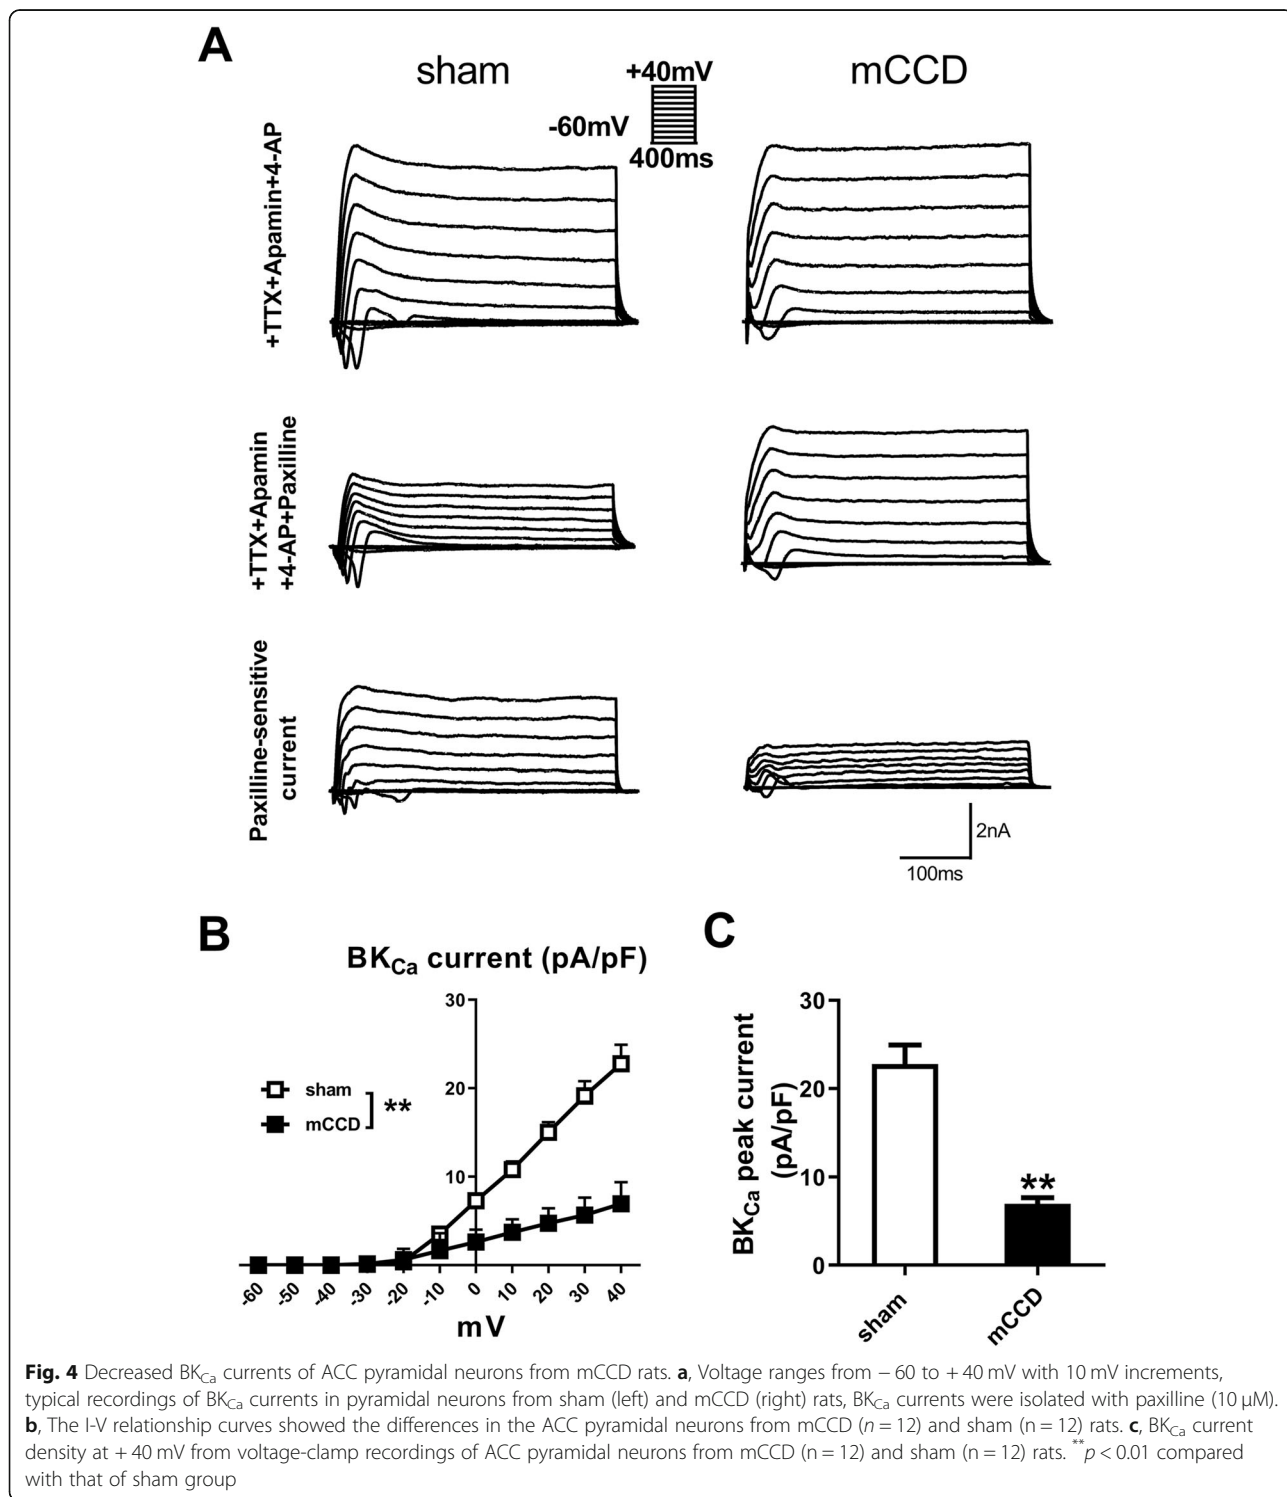 A
sham
+40mV
mCCD
-60mV
400ms
+TTX+Apamin+4-AP
+TTX+Apamin
+4-AP+Paxilline
Paxilline-sensitive
current
2nA
100ms
B
BKCa current (pA/pF)
30
20
10
sham
mCCD
**
-60 -50 -40 -30 -20 -10 0 10 20 30 40
mV
C
BKCa peak current
(pA/pF)
30
20
10
0
**
sham
mCCD
Fig. 4 Decreased BKCa currents of ACC pyramidal neurons from mCCD rats. a, Voltage ranges from − 60 to + 40 mV with 10 mV increments,
typical recordings of BKCa currents in pyramidal neurons from sham (left) and mCCD (right) rats, BKCa currents were isolated with paxilline (10 μM).
b, The I-V relationship curves showed the differences in the ACC pyramidal neurons from mCCD (n = 12) and sham (n = 12) rats. c, BKCa current
density at + 40 mV from voltage-clamp recordings of ACC pyramidal neurons from mCCD (n = 12) and sham (n = 12) rats. **p < 0.01 compared
with that of sham group